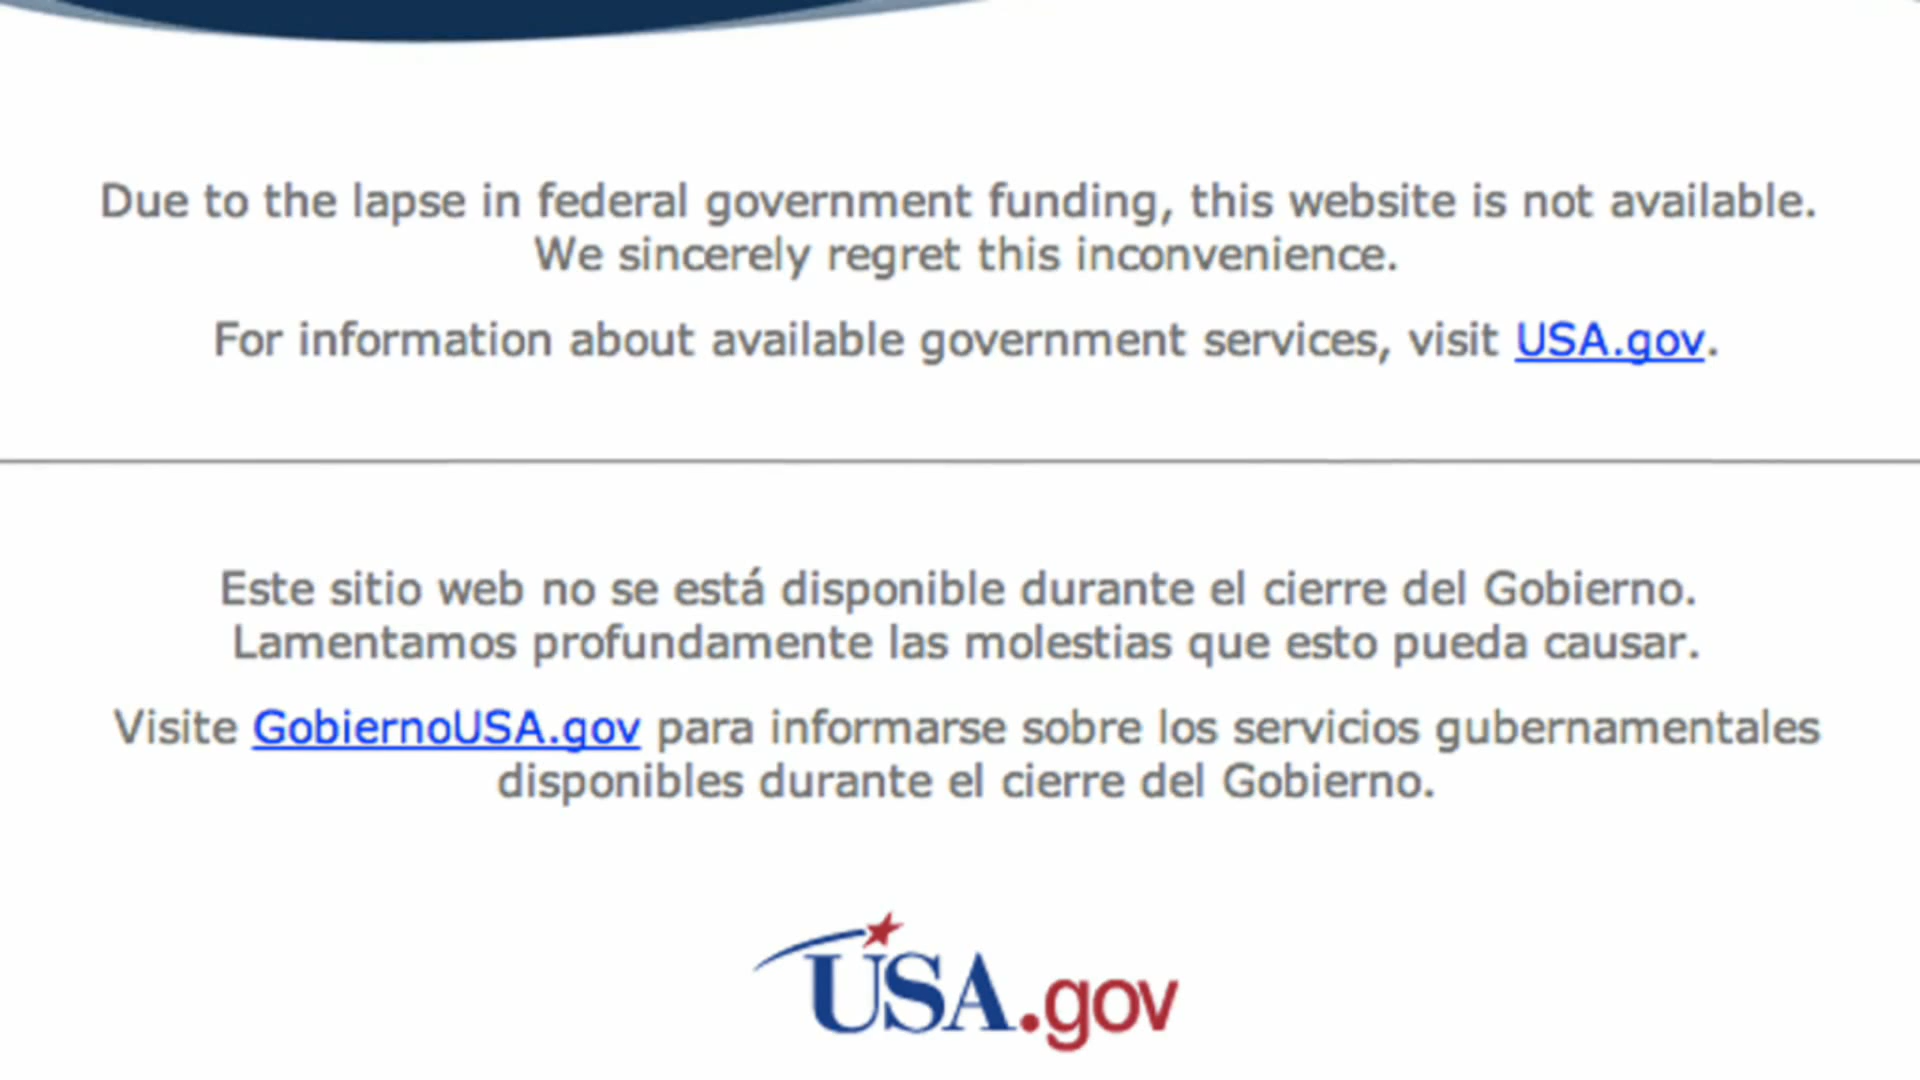 Due to the lapse in federal government funding, this website is not available.
We sincerely regret this inconvenience.
For information about available government services, visit USA.gov.
Este sitio web no se está disponible durante el cierre del Gobierno.
Lamentamos profundamente las molestias que esto pueda causar.
Visite GobiernoUSA.gov para informarse sobre los servicios gubernamentales
disponibles durante el cierre del Gobierno.
USA.gov